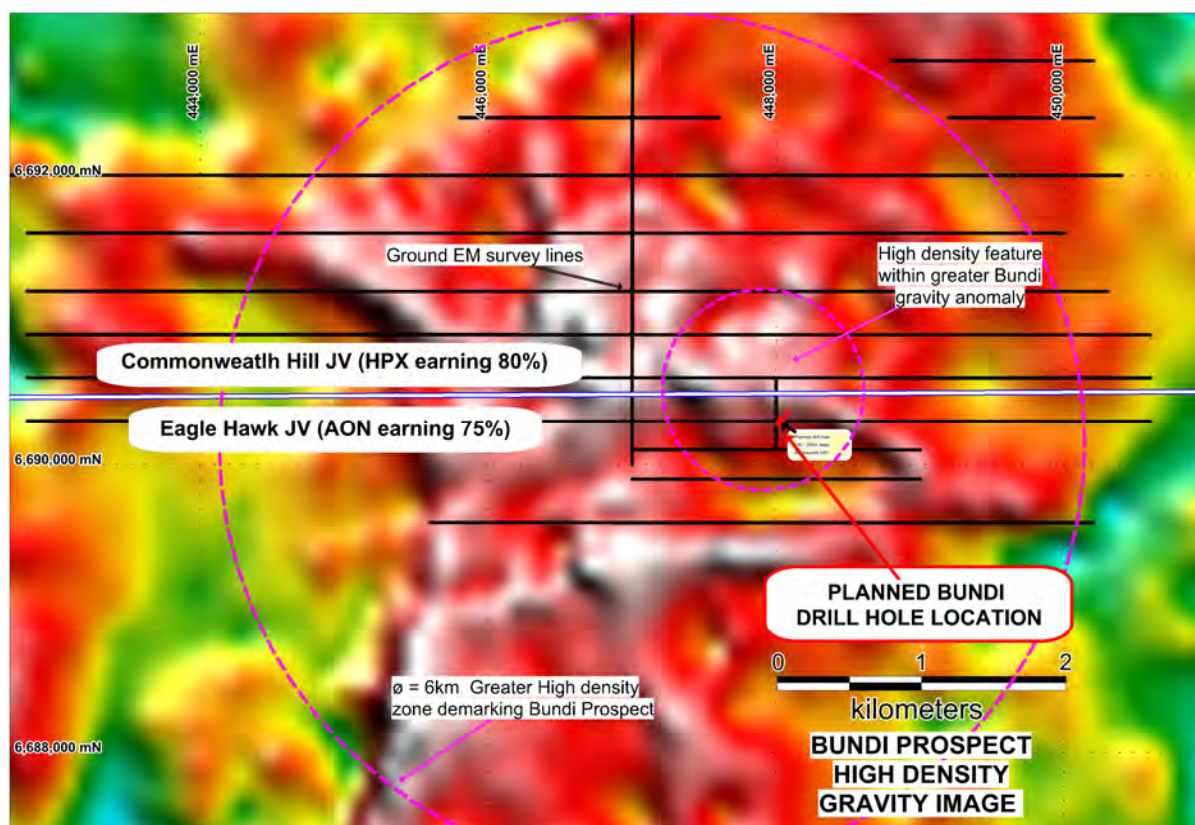 444,000 mE
446,000 mE
448,000 mE
450,000 mE
6,692,000 mN
Ground EM survey lines
High density feature
within greater Bundi
gravity anomaly
Commonweatlh Hill JV (HPX earning 80%)
Eagle Hawk JV (AON earning 75%)
6,690,000 mN
PLANNED BUNDI
DRILL HOLE LOCATION
0 1 2
kilometers
ø = 6km Greater High density
zone demarking Bundi Prospect
6,688,000 mN
BUNDI PROSPECT
HIGH DENSITY
GRAVITY IMAGE